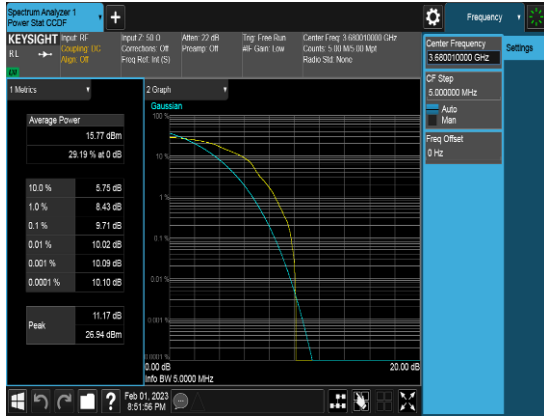 Spectrum Analyzer 1
Power Stat CCDF
Frequency
KEYSIGHT
Input: RF
Input Z: 50 Ω
Atten: 22 dB
Trig: Free Run
Center Freq: 3.680010000 GHz
RL
Coupling: DC
Corrections: Off
Preamp: Off
#IF Gain: Low
Counts: 5.00 M/5.00 Mpt
Align: Off
Freq Ref: Int (S)
Radio Std: None
Center Frequency
3.680010000 GHz
Settings
CF Step
5.000000 MHz
Auto
Man
Freq Offset
0 Hz
1 Metrics
2 Graph
Gaussian
Average Power
15.77 dBm
29.19 % at 0 dB
10.0 % 5.75 dB
1.0 % 8.43 dB
0.1 % 9.71 dB
0.01 % 10.02 dB
0.001 % 10.09 dB
0.0001 % 10.10 dB
Peak
11.17 dB
26.94 dBm
100 %
10 %
1 %
0.1 %
0.01 %
0.001 %
0.0001 %
0.00 dB
20.00 dB
Info BW 5.0000 MHz
?
Feb 01, 2023
8:51:56 PM